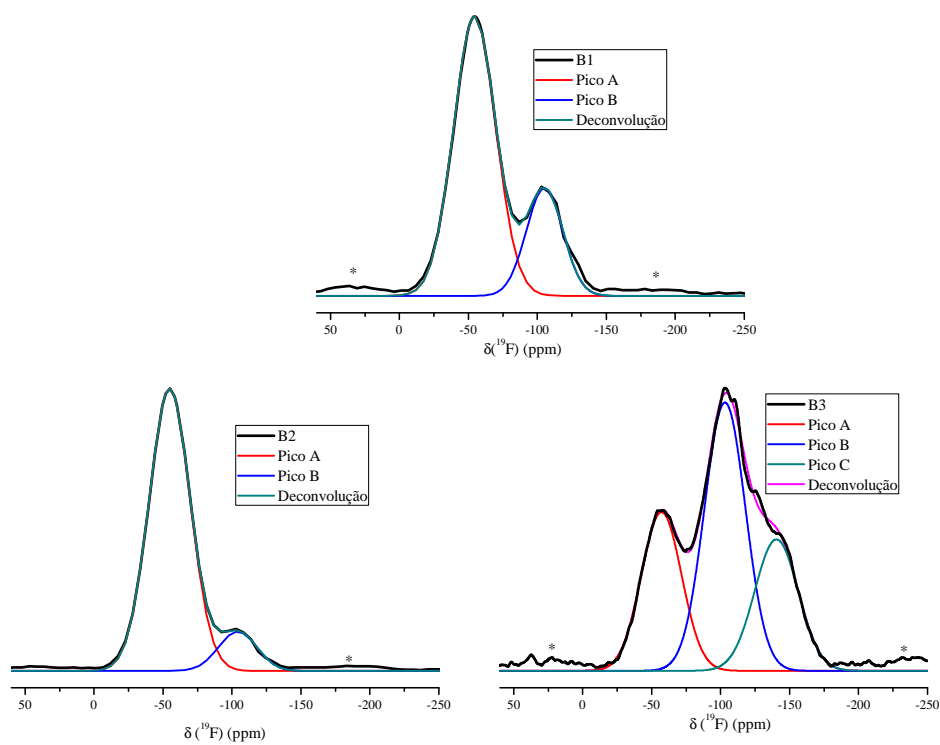 B1
Pico A
Pico B
Deconvolução
* *
50 0 -50 -100 -150 -200 -250
δ(¹⁹F) (ppm)
B2
Pico A
Pico B
Deconvolução
*
50 0 -50 -100 -150 -200 -250
δ (¹⁹F) (ppm)
B3
Pico A
Pico B
Pico C
Deconvolução
* *
50 0 -50 -100 -150 -200 -250
δ (¹⁹F) (ppm)